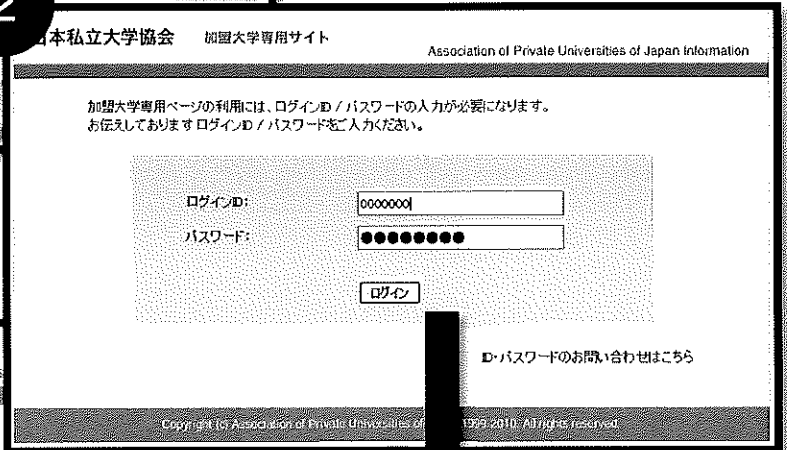 2
日本私立大学協会 加盟大学専用サイト
Association of Private Universities of Japan Information
加盟大学専用ページの利用には、ログインID / パスワードの入力が必要になります。
お伝えしております ログインID / パスワードをご入力ください。
ログインID: 0000000
パスワード: ●●●●●●●●
ログイン
ID・パスワードのお問い合わせはこちら
Copyright (c) Association of Private Universities of 1999-2010. All rights reserved.